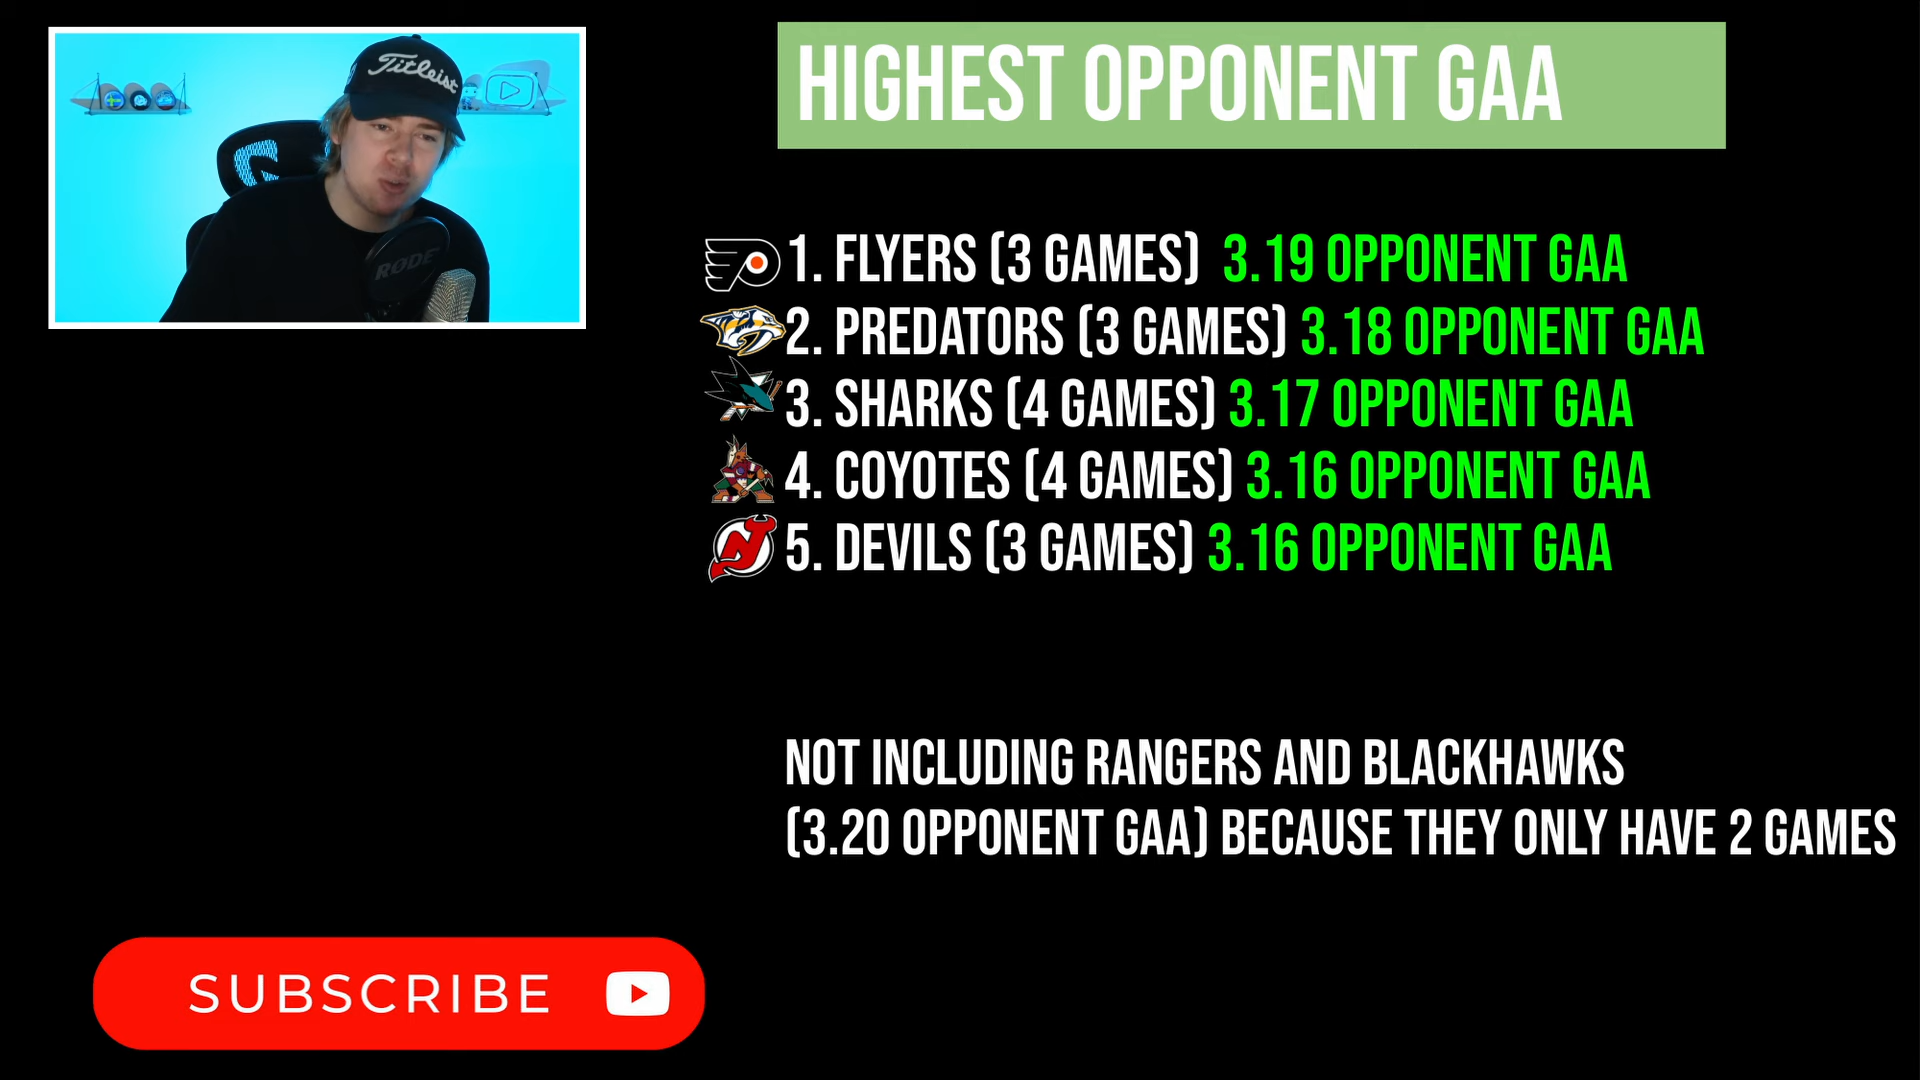 Titleist
RØDE
HIGHEST OPPONENT GAA
1. FLYERS (3 GAMES) 3.19 OPPONENT GAA
2. PREDATORS (3 GAMES) 3.18 OPPONENT GAA
3. SHARKS (4 GAMES) 3.17 OPPONENT GAA
4. COYOTES (4 GAMES) 3.16 OPPONENT GAA
5. DEVILS (3 GAMES) 3.16 OPPONENT GAA
NOT INCLUDING RANGERS AND BLACKHAWKS
(3.20 OPPONENT GAA) BECAUSE THEY ONLY HAVE 2 GAMES
SUBSCRIBE